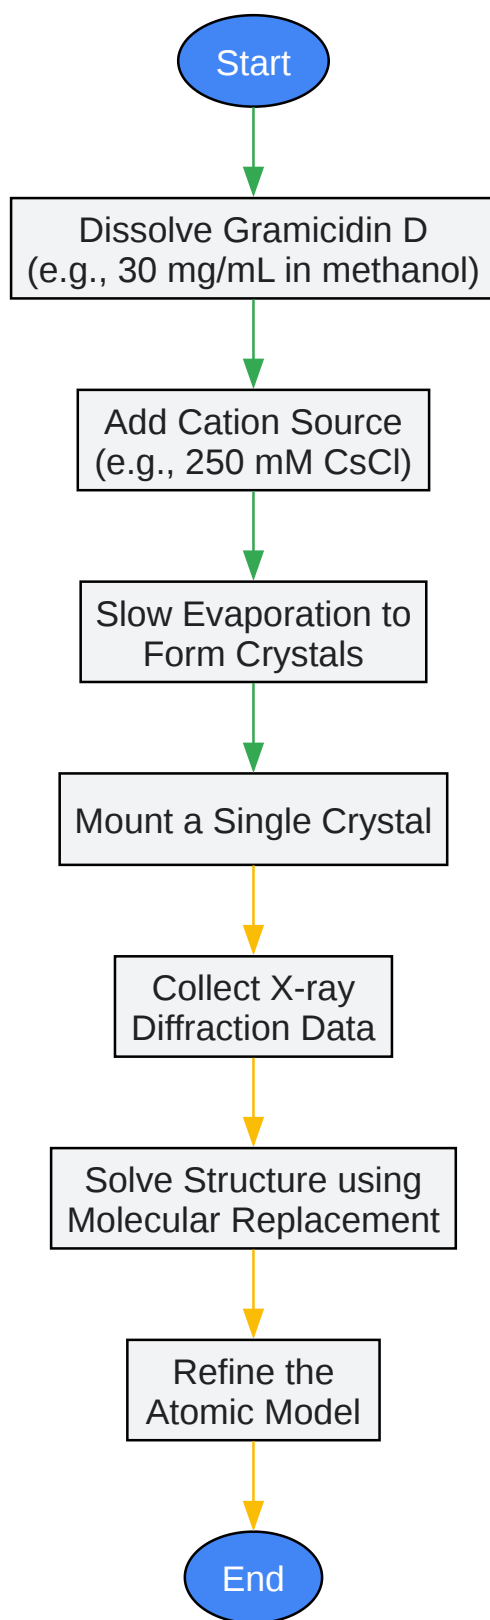 Start
Dissolve Gramicidin D
(e.g., 30 mg/mL in methanol)
Add Cation Source
(e.g., 250 mM CsCl)
Slow Evaporation to
Form Crystals
Mount a Single Crystal
Collect X-ray
Diffraction Data
Solve Structure using
Molecular Replacement
Refine the
Atomic Model
End